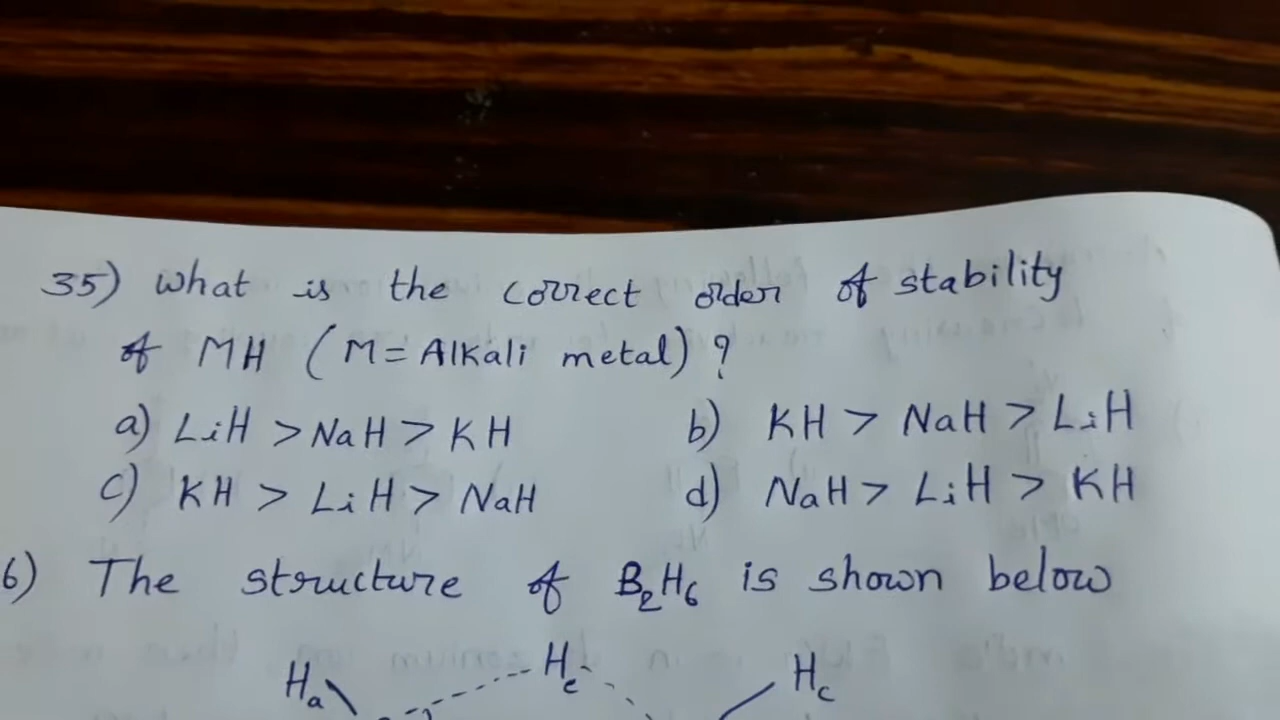 35) what is the correct order of stability
of MH (M = Alkali metal) ?
a) LiH > NaH > KH b) KH > NaH > LiH
c) KH > LiH > NaH d) NaH > LiH > KH
6) The structure of B₂H₆ is shown below
Ha He Hc